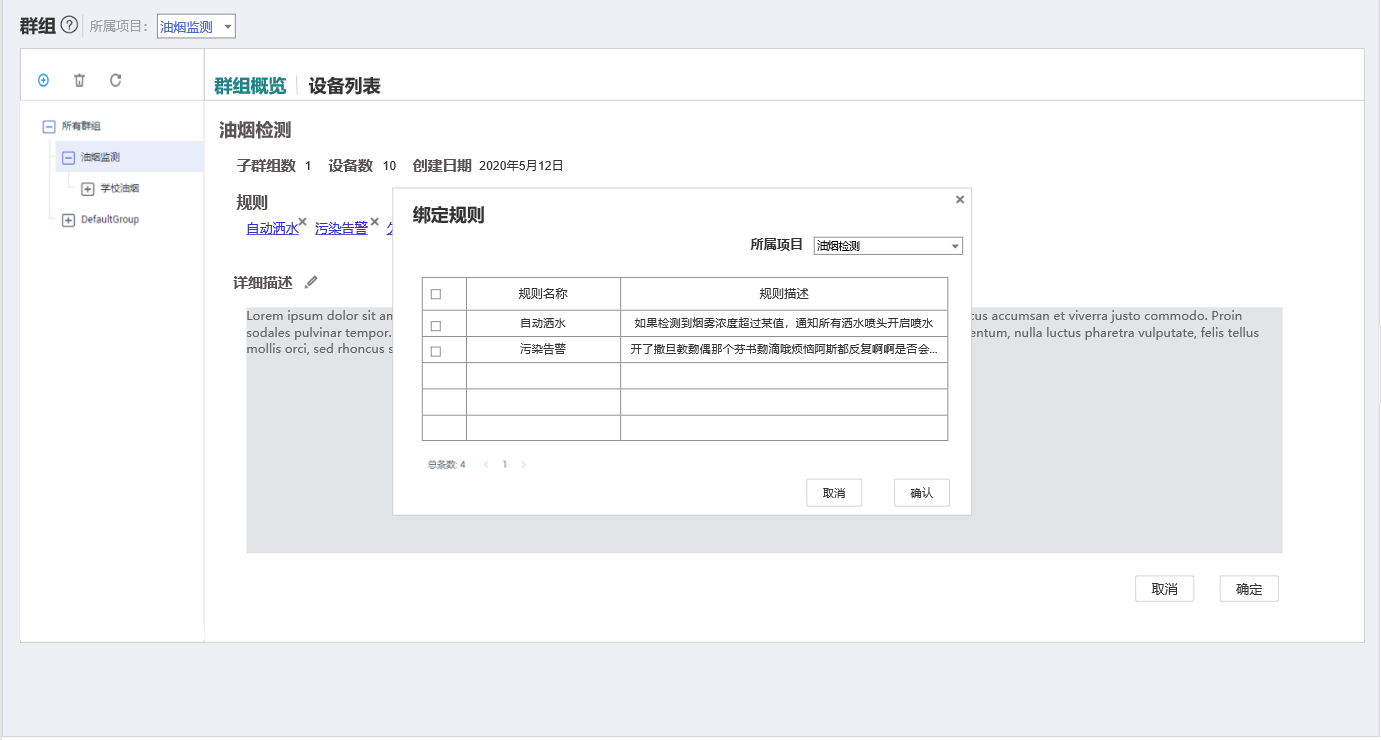 群组 ? 所属项目: 油烟监测
群组概览 设备列表
所有群组
油烟监测
学校油烟
DefaultGroup
油烟检测
子群组数 1 设备数 10 创建日期 2020年5月12日
规则
自动洒水 污染告警
详细描述
Lorem ipsum dolor sit
accumsan et viverra justo commodo. Proin
sodales pulvinar tempor.
nulla luctus pharetra vulputate, felis tellus
mollis orci, sed rhoncus
绑定规则
所属项目 油烟检测
规则名称 规则描述
自动洒水 如果检测到烟雾浓度超过某值，通知所有洒水喷头开启喷水
污染告警 开了撒旦教勤偶那个芬书勤滴哦烦恼阿斯都反复啊啊是否会...
总条数: 4 < 1 >
取消 确认
取消 确定